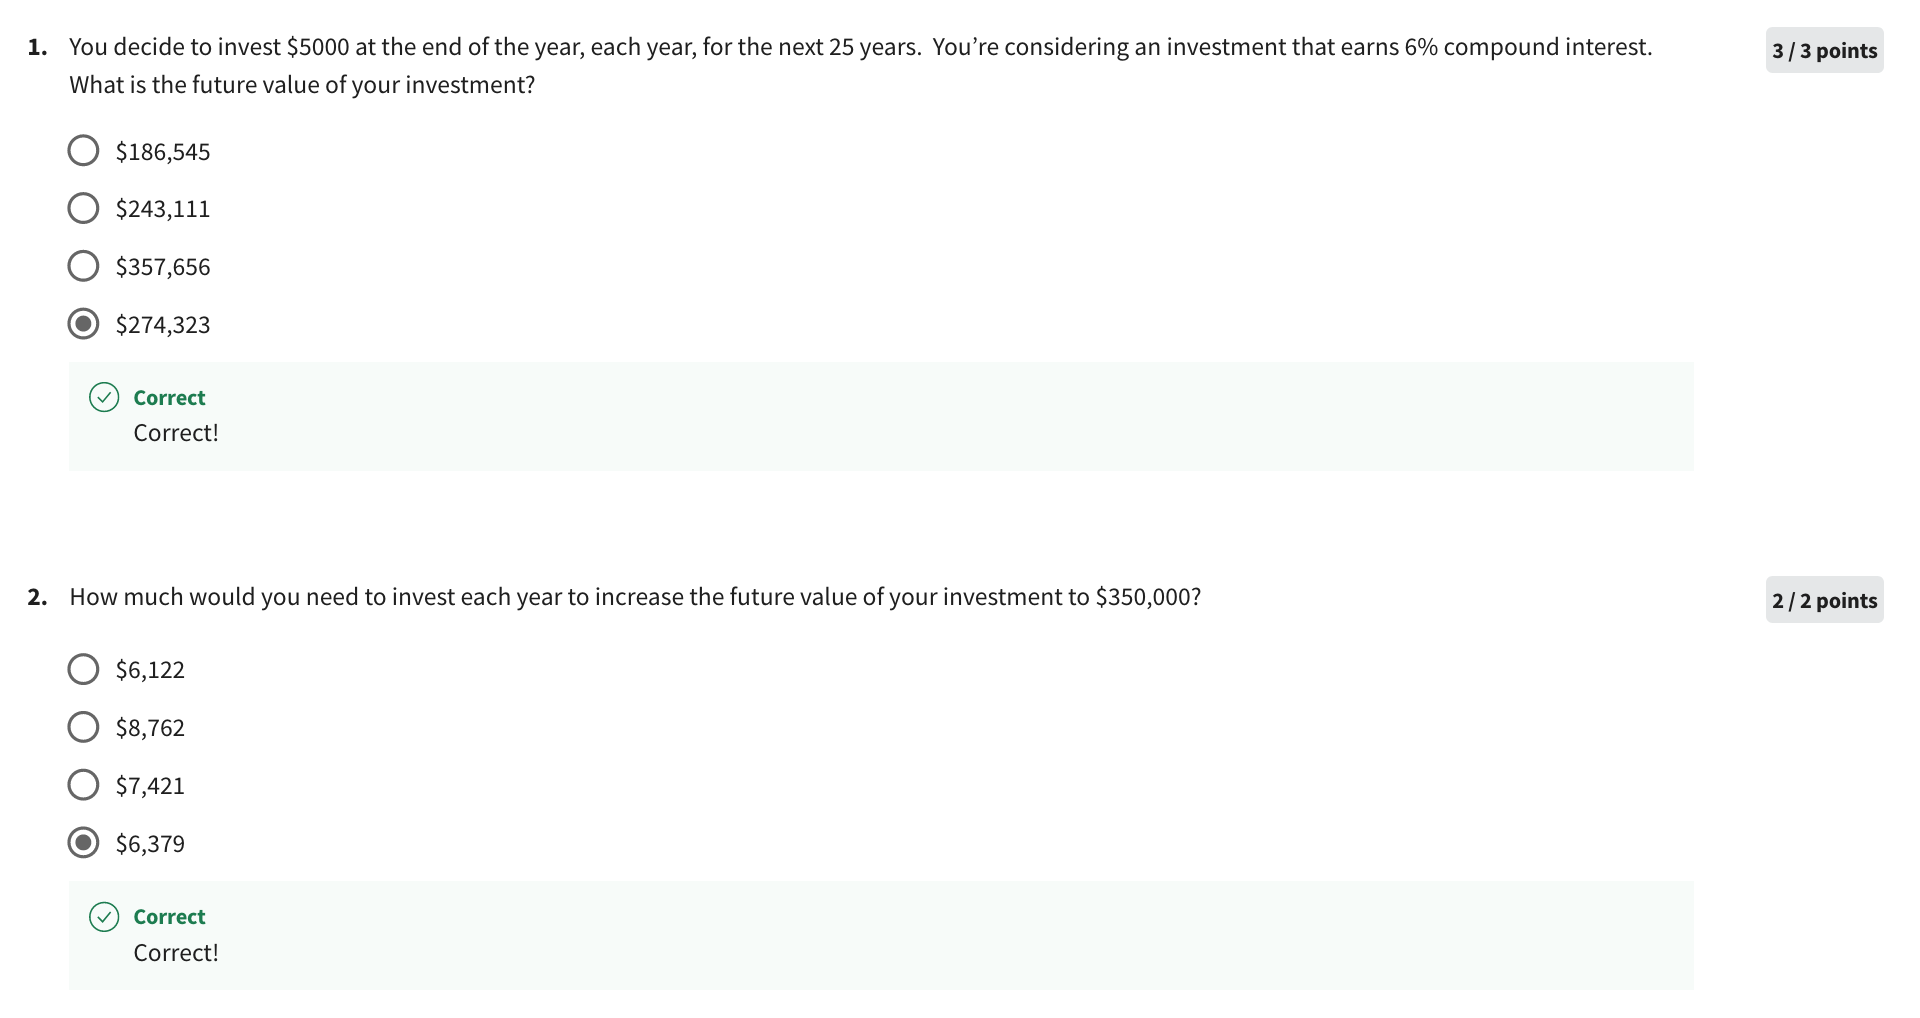 1. You decide to invest $5000 at the end of the year, each year, for the next 25 years.  You’re considering an investment that earns 6% compound interest.
What is the future value of your investment?
3 / 3 points
$186,545
$243,111
$357,656
$274,323
Correct
Correct!
2. How much would you need to invest each year to increase the future value of your investment to $350,000?
2 / 2 points
$6,122
$8,762
$7,421
$6,379
Correct
Correct!